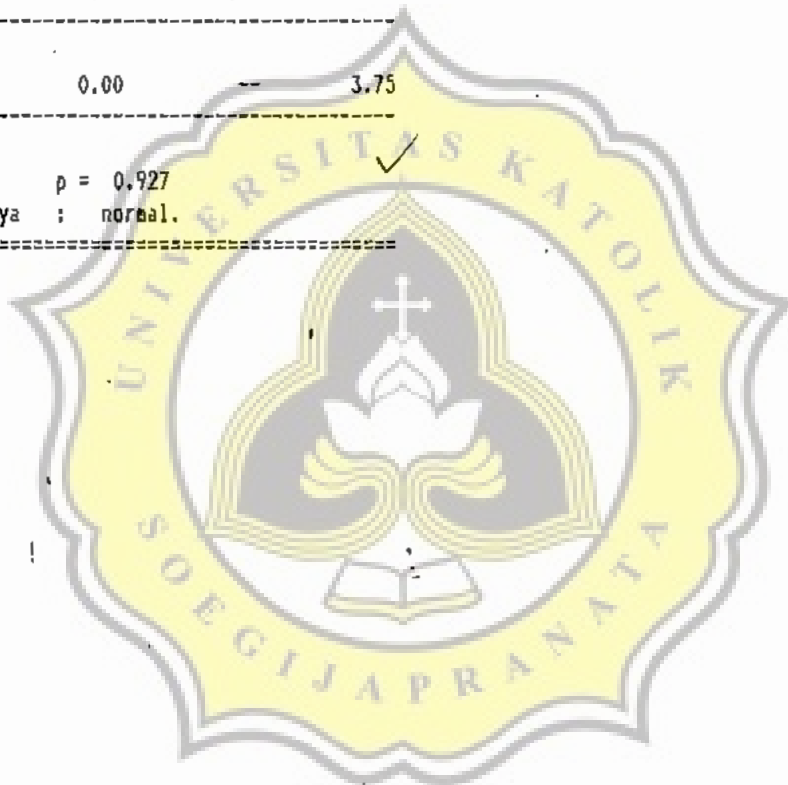 0.00 -- 3.75
p = 0.927
ya : normal.
UNIVERSITAS KATOLIK
SOEGIJAPRANATA